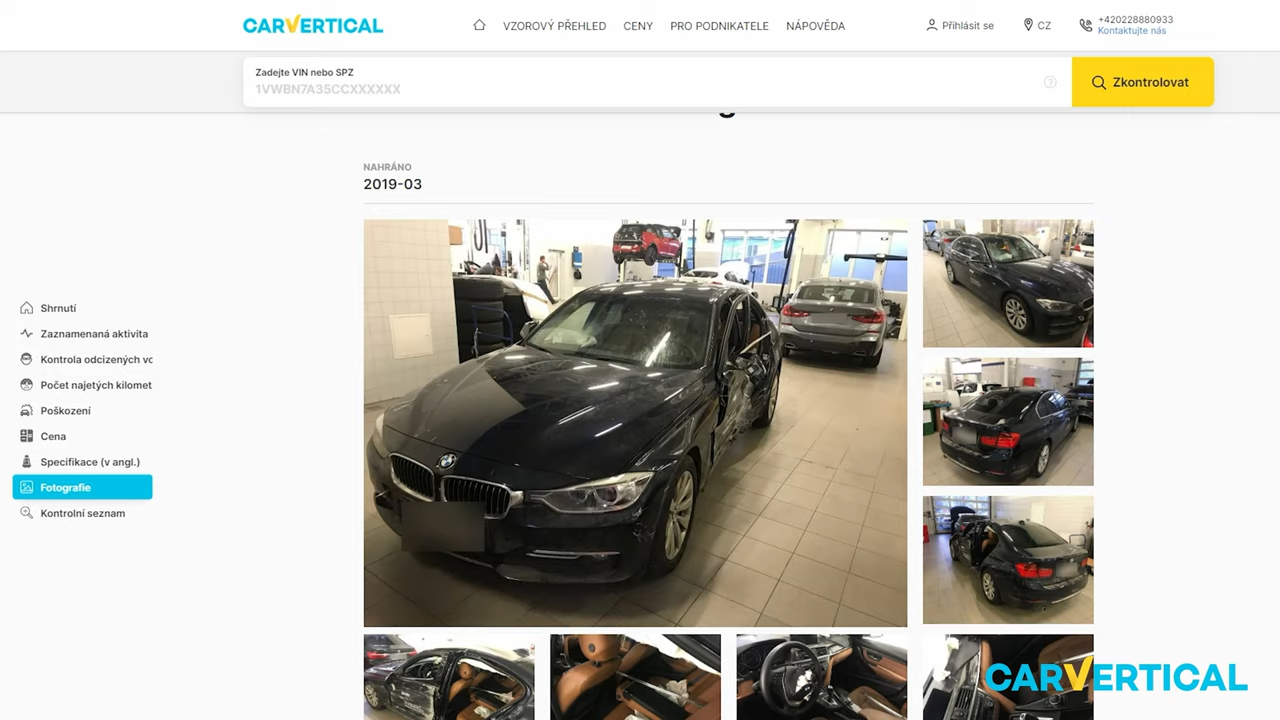 CARVERTICAL
VZOROVÝ PŘEHLED
CENY
PRO PODNIKATELE
NÁPOVĚDA
Přihlásit se
CZ
+420228880933
Kontaktujte nás
Zadejte VIN nebo SPZ
1VWBN7A35CCXXXXXX
Zkontrolovat
NAHRÁNO
2019-03
Shrnutí
Zaznamenaná aktivita
Kontrola odcizených vo
Počet najetých kilomet
Poškození
Cena
Specifikace (v angl.)
Fotografie
Kontrolní seznam
CARVERTICAL